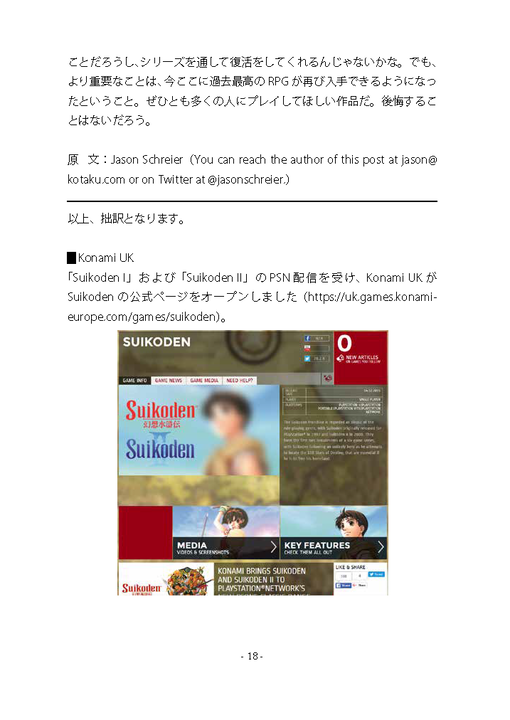 ことだろうし、シリーズを通して復活をしてくれるんじゃないかな。でも、
より重要なことは、今ここに過去最高の RPG が再び入手できるようになっ
たということ。ぜひとも多くの人にプレイしてほしい作品だ。後悔するこ
とはないだろう。
原　文：Jason Schreier（You can reach the author of this post at jason@
kotaku.com or on Twitter at @jasonschreier.）
以上、拙訳となります。
■Konami UK
「Suikoden I」および「Suikoden II」の PSN 配信を受け、Konami UK が
Suikoden の公式ページをオープンしました（https://uk.games.konami-
europe.com/games/suikoden）。
SUIKODEN
0
NEW ARTICLES
GAME INFO GAME NEWS GAME MEDIA NEED HELP?
SINGLE PLAYER
Suikoden
幻想水滸伝
Suikoden
MEDIA
VIDEOS & SCREENSHOTS
KEY FEATURES
CHECK THEM ALL OUT
Suikoden
KONAMI BRINGS SUIKODEN
AND SUIKODEN II TO
PLAYSTATION®NETWORK'S
LIKE & SHARE
- 18 -